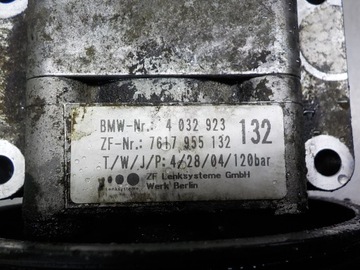 BMW-Nr.: 4 032 923
132
ZF-Nr.: 7617 955 132
T/W/J/P: 4/28/04/120bar
ZF Lenksysteme GmbH
Werk Berlin